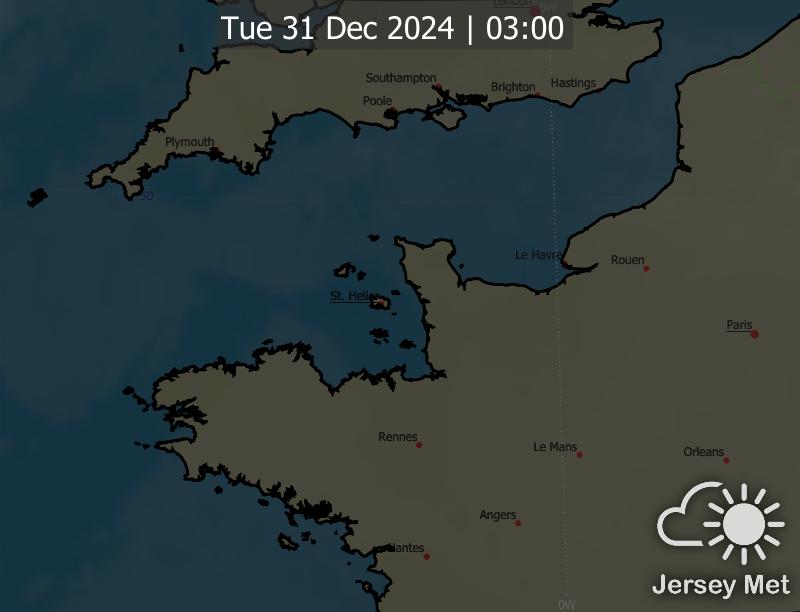 London
0W
Tue 31 Dec 2024 | 03:00
Southampton
Brighton
Hastings
Poole
Plymouth
50
Le Havre
Rouen
St. Helier
Paris
Rennes
Le Mans
Orleans
Angers
Nantes
Jersey Met
0W